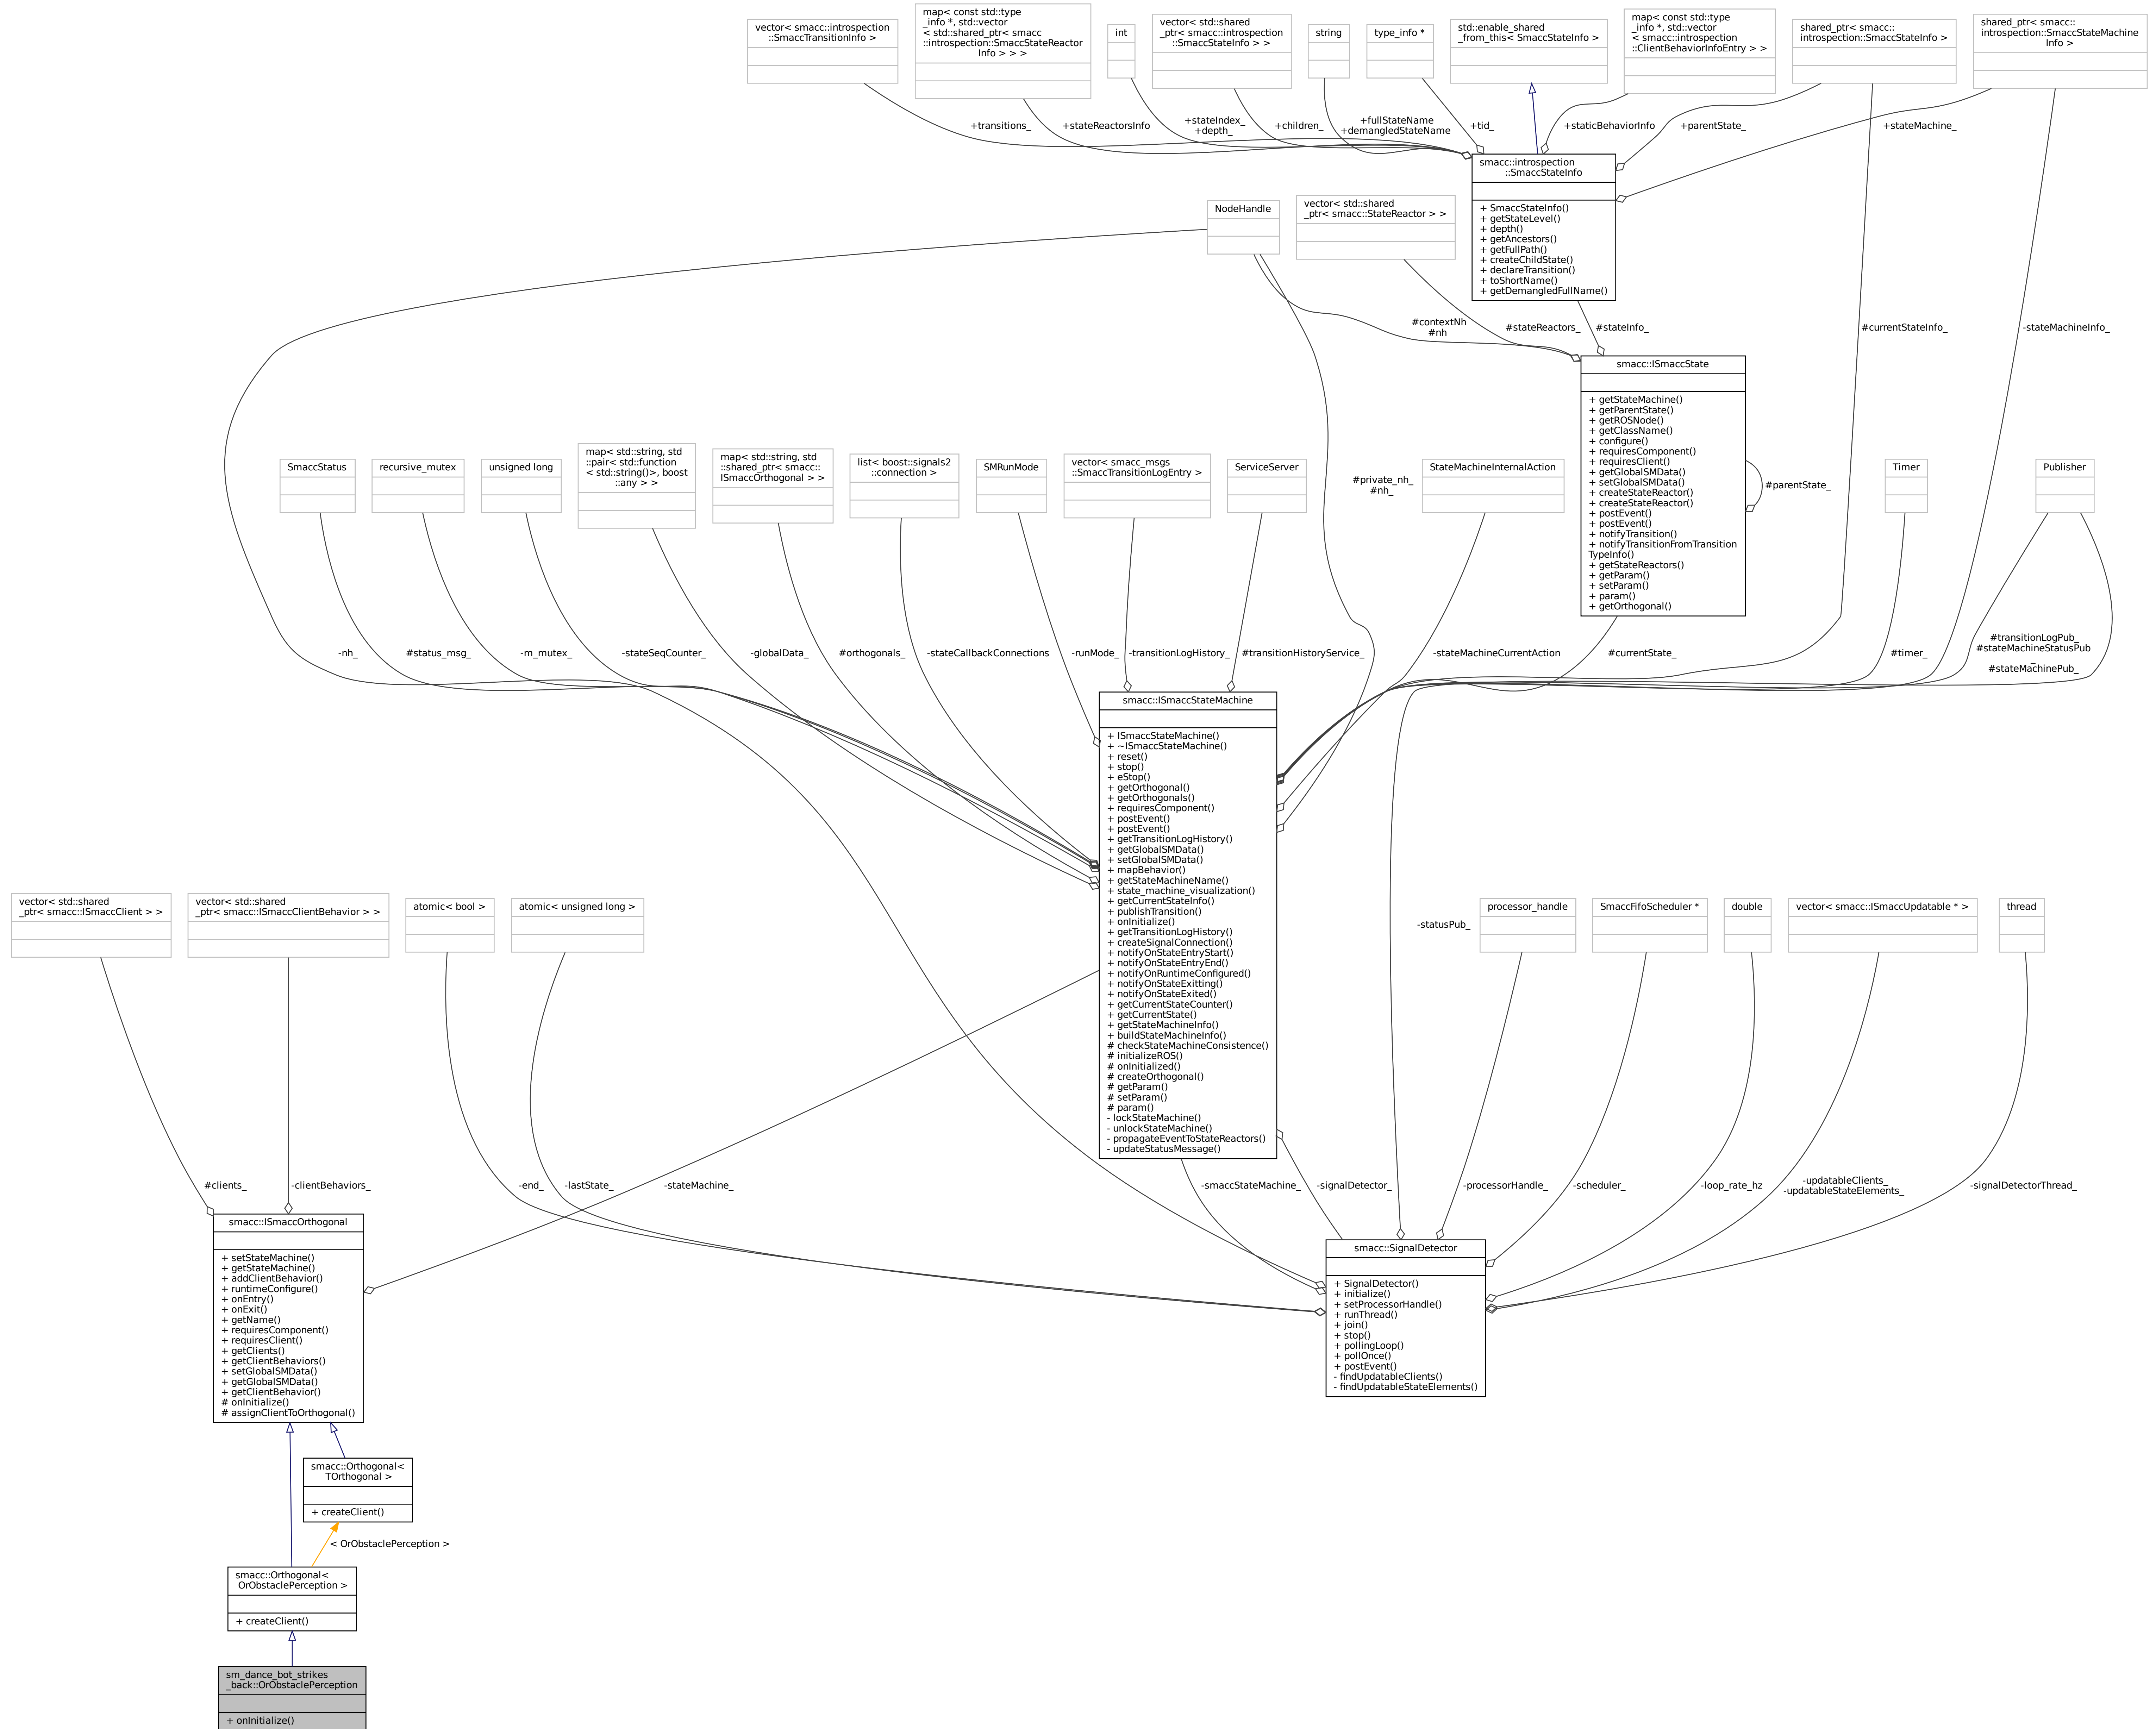 vector< smacc::introspection
::SmaccTransitionInfo >
map< const std::type
_info *, std::vector
< std::shared_ptr< smacc
::introspection::SmaccStateReactor
Info > > >
int
vector< std::shared
_ptr< smacc::introspection
::SmaccStateInfo > >
string
type_info *
std::enable_shared
_from_this< SmaccStateInfo >
map< const std::type
_info *, std::vector
< smacc::introspection
::ClientBehaviorInfoEntry > >
shared_ptr< smacc::
introspection::SmaccStateInfo >
shared_ptr< smacc::
introspection::SmaccStateMachine
Info >
+transitions_
+stateReactorsInfo
+stateIndex_
+depth_
+children_
+fullStateName
+demangledStateName
+tid_
+staticBehaviorInfo
+parentState_
+stateMachine_
smacc::introspection
::SmaccStateInfo
+ SmaccStateInfo()
+ getStateLevel()
+ depth()
+ getAncestors()
+ getFullPath()
+ createChildState()
+ declareTransition()
+ toShortName()
+ getDemangledFullName()
NodeHandle
vector< std::shared
_ptr< smacc::StateReactor > >
#contextNh
#nh
#stateReactors_
#stateInfo_
#currentStateInfo_
-stateMachineInfo_
smacc::ISmaccState
+ getStateMachine()
+ getParentState()
+ getROSNode()
+ getClassName()
+ configure()
+ requiresComponent()
+ requiresClient()
+ getGlobalSMData()
+ setGlobalSMData()
+ createStateReactor()
+ createStateReactor()
+ postEvent()
+ postEvent()
+ notifyTransition()
+ notifyTransitionFromTransition
TypeInfo()
+ getStateReactors()
+ getParam()
+ setParam()
+ param()
+ getOrthogonal()
#parentState_
SmaccStatus
recursive_mutex
unsigned long
map< std::string, std
::pair< std::function
< std::string()>, boost
::any > >
map< std::string, std
::shared_ptr< smacc::
ISmaccOrthogonal > >
list< boost::signals2
::connection >
SMRunMode
vector< smacc_msgs
::SmaccTransitionLogEntry >
ServiceServer
#private_nh_
#nh_
StateMachineInternalAction
Timer
Publisher
-nh_
#status_msg_
-m_mutex_
-stateSeqCounter_
-globalData_
#orthogonals_
-stateCallbackConnections
-runMode_
-transitionLogHistory_
#transitionHistoryService_
-stateMachineCurrentAction
#currentState_
#timer_
#transitionLogPub_
#stateMachineStatusPub
_
#stateMachinePub_
smacc::ISmaccStateMachine
+ ISmaccStateMachine()
+ ~ISmaccStateMachine()
+ reset()
+ stop()
+ eStop()
+ getOrthogonal()
+ getOrthogonals()
+ requiresComponent()
+ postEvent()
+ postEvent()
+ getTransitionLogHistory()
+ getGlobalSMData()
+ setGlobalSMData()
+ mapBehavior()
+ getStateMachineName()
+ state_machine_visualization()
+ getCurrentStateInfo()
+ publishTransition()
+ onInitialize()
+ getTransitionLogHistory()
+ createSignalConnection()
+ notifyOnStateEntryStart()
+ notifyOnStateEntryEnd()
+ notifyOnRuntimeConfigured()
+ notifyOnStateExitting()
+ notifyOnStateExited()
+ getCurrentStateCounter()
+ getCurrentState()
+ getStateMachineInfo()
+ buildStateMachineInfo()
# checkStateMachineConsistence()
# initializeROS()
# onInitialized()
# createOrthogonal()
# getParam()
# setParam()
# param()
- lockStateMachine()
- unlockStateMachine()
- propagateEventToStateReactors()
- updateStatusMessage()
vector< std::shared
_ptr< smacc::ISmaccClient > >
vector< std::shared
_ptr< smacc::ISmaccClientBehavior > >
atomic< bool >
atomic< unsigned long >
-statusPub_
processor_handle
SmaccFifoScheduler *
double
vector< smacc::ISmaccUpdatable * >
thread
#clients_
-clientBehaviors_
-end_
-lastState_
-stateMachine_
-smaccStateMachine_
-signalDetector_
-processorHandle_
-scheduler_
-loop_rate_hz
-updatableClients_
-updatableStateElements_
-signalDetectorThread_
smacc::ISmaccOrthogonal
+ setStateMachine()
+ getStateMachine()
+ addClientBehavior()
+ runtimeConfigure()
+ onEntry()
+ onExit()
+ getName()
+ requiresComponent()
+ requiresClient()
+ getClients()
+ getClientBehaviors()
+ setGlobalSMData()
+ getGlobalSMData()
+ getClientBehavior()
# onInitialize()
# assignClientToOrthogonal()
smacc::SignalDetector
+ SignalDetector()
+ initialize()
+ setProcessorHandle()
+ runThread()
+ join()
+ stop()
+ pollingLoop()
+ pollOnce()
+ postEvent()
- findUpdatableClients()
- findUpdatableStateElements()
smacc::Orthogonal<
TOrthogonal >
+ createClient()
< OrObstaclePerception >
smacc::Orthogonal<
OrObstaclePerception >
+ createClient()
sm_dance_bot_strikes
_back::OrObstaclePerception
+ onInitialize()